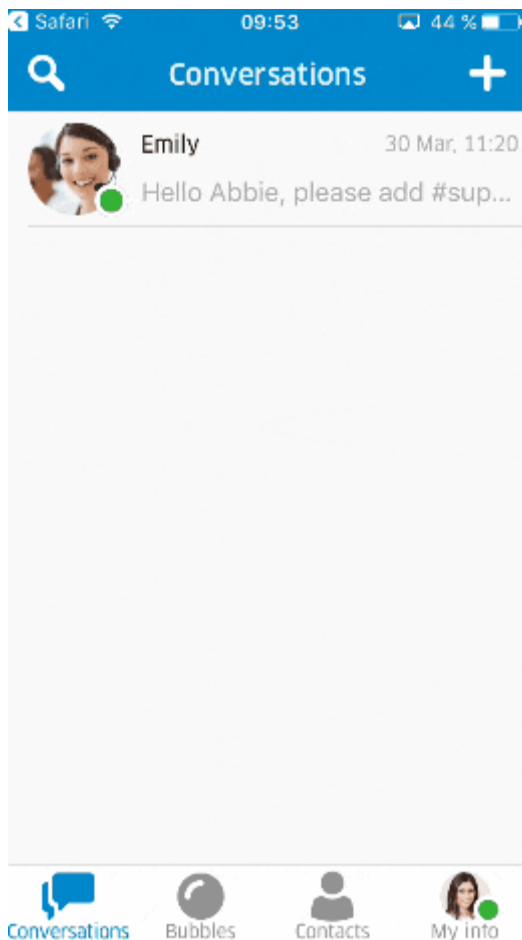 Safari 09:53 44 %
Conversations
Emily 30 Mar, 11:20
Hello Abbie, please add #sup...
Conversations Bubbles Contacts My info